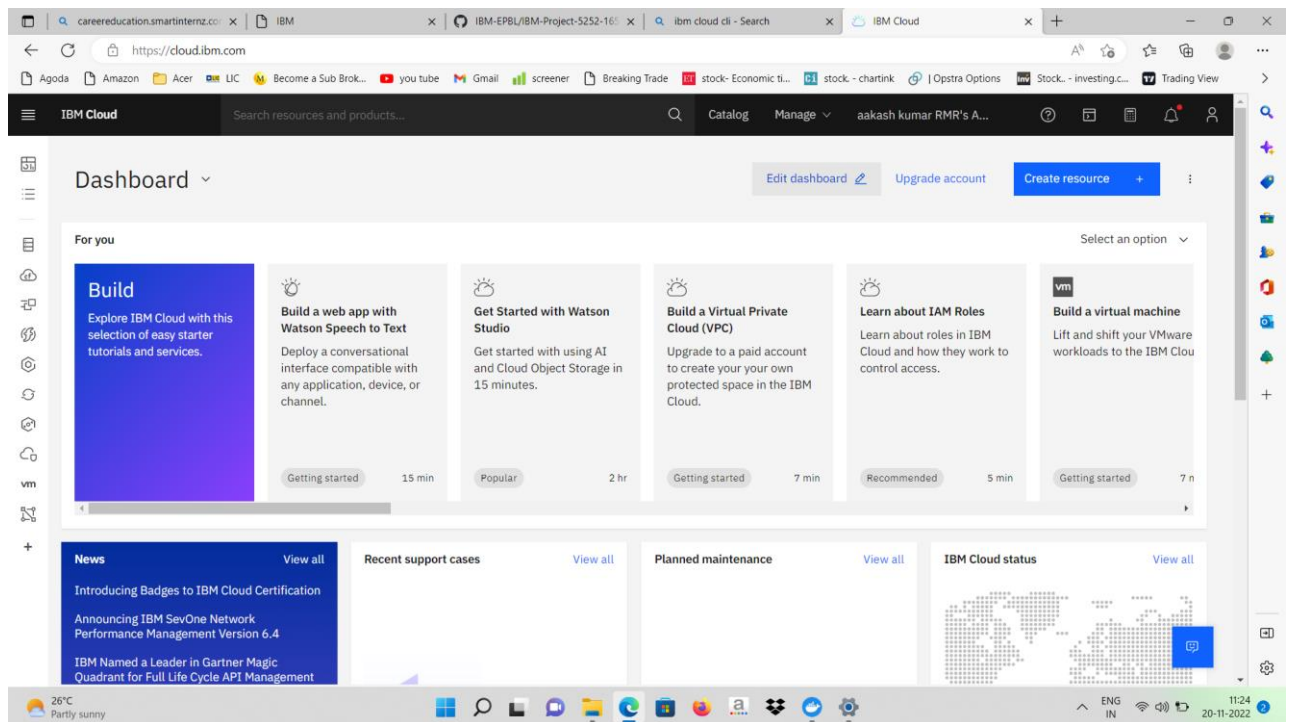 careereducation.smartinternz.cor
IBM
IBM-EPBL/IBM-Project-5252-165
ibm cloud cli - Search
IBM Cloud
https://cloud.ibm.com
Agoda
Amazon
Acer
LIC
Become a Sub Brok...
you tube
Gmail
screener
Breaking Trade
stock- Economic ti...
stock. - chartink
| Opstra Options
Stock.. - investing.c...
Trading View
IBM Cloud
Search resources and products...
Catalog
Manage
aakash kumar RMR's A...
Dashboard
Edit dashboard
Upgrade account
Create resource +
For you
Select an option
Build
Explore IBM Cloud with this
selection of easy starter
tutorials and services.
Build a web app with
Watson Speech to Text
Deploy a conversational
interface compatible with
any application, device, or
channel.
Getting started
15 min
Get Started with Watson
Studio
Get started with using AI
and Cloud Object Storage in
15 minutes.
Popular
2 hr
Build a Virtual Private
Cloud (VPC)
Upgrade to a paid account
to create your your own
protected space in the IBM
Cloud.
Getting started
7 min
Learn about IAM Roles
Learn about roles in IBM
Cloud and how they work to
control access.
Recommended
5 min
vm
Build a virtual machine
Lift and shift your VMware
workloads to the IBM Clou
Getting started
7 n
vm
News
View all
Introducing Badges to IBM Cloud Certification
Announcing IBM SevOne Network
Performance Management Version 6.4
IBM Named a Leader in Gartner Magic
Quadrant for Full Life Cycle API Management
Recent support cases
View all
Planned maintenance
View all
IBM Cloud status
View all
26°C
Partly sunny
ENG
IN
11:24
20-11-2022
2